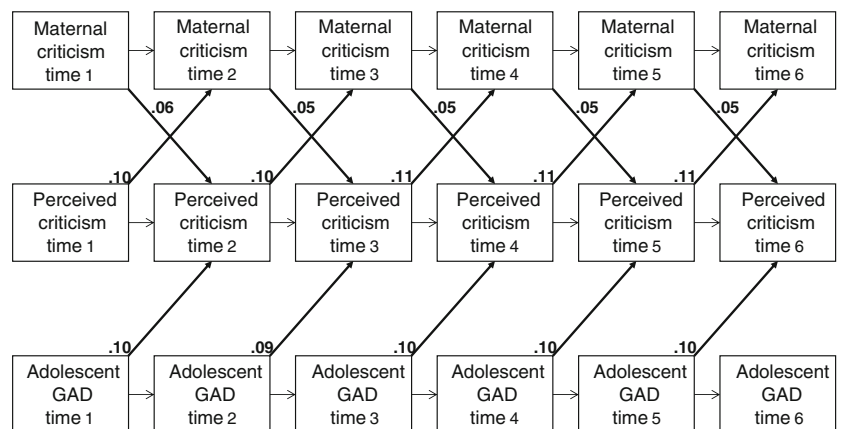 Maternal
criticism
time 1
Maternal
criticism
time 2
Maternal
criticism
time 3
Maternal
criticism
time 4
Maternal
criticism
time 5
Maternal
criticism
time 6
.06
.05
.05
.05
.05
.10
.10
.11
.11
.11
Perceived
criticism
time 1
Perceived
criticism
time 2
Perceived
criticism
time 3
Perceived
criticism
time 4
Perceived
criticism
time 5
Perceived
criticism
time 6
.10
.09
.10
.10
.10
Adolescent
GAD
time 1
Adolescent
GAD
time 2
Adolescent
GAD
time 3
Adolescent
GAD
time 4
Adolescent
GAD
time 5
Adolescent
GAD
time 6